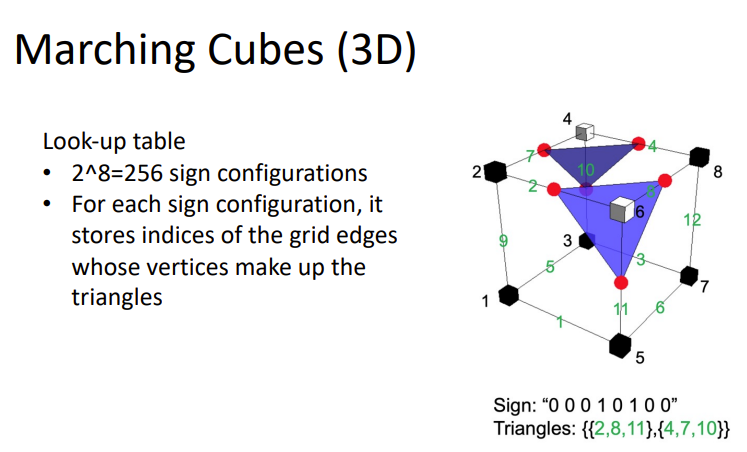 Marching Cubes (3D)
Look-up table
• 2^8=256 sign configurations
• For each sign configuration, it
stores indices of the grid edges
whose vertices make up the
triangles
4
7
4
2
10
8
2
8
6
12
9
3
3
5
7
1
11
6
1
5
Sign: “0 0 0 1 0 1 0 0”
Triangles: {{2,8,11},{4,7,10}}